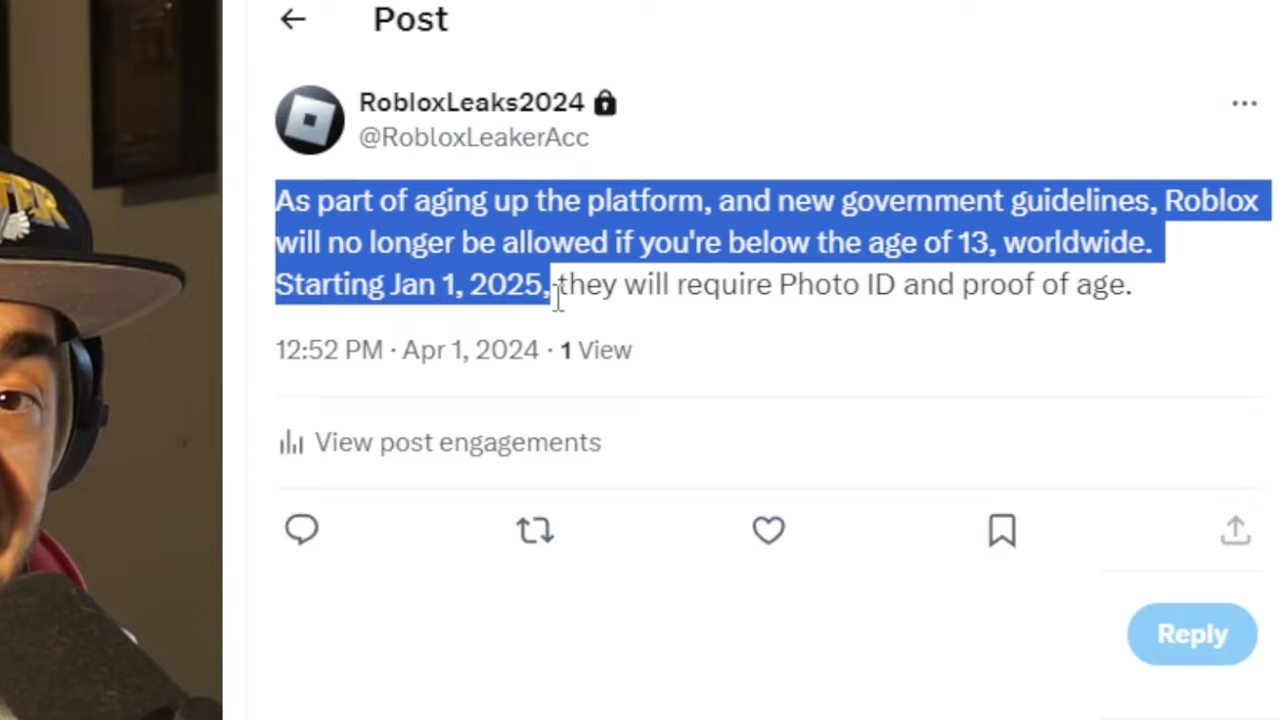 Post
RobloxLeaks2024
@RobloxLeakerAcc
As part of aging up the platform, and new government guidelines, Roblox
will no longer be allowed if you're below the age of 13, worldwide.
Starting Jan 1, 2025, they will require Photo ID and proof of age.
12:52 PM · Apr 1, 2024 · 1 View
View post engagements
Reply